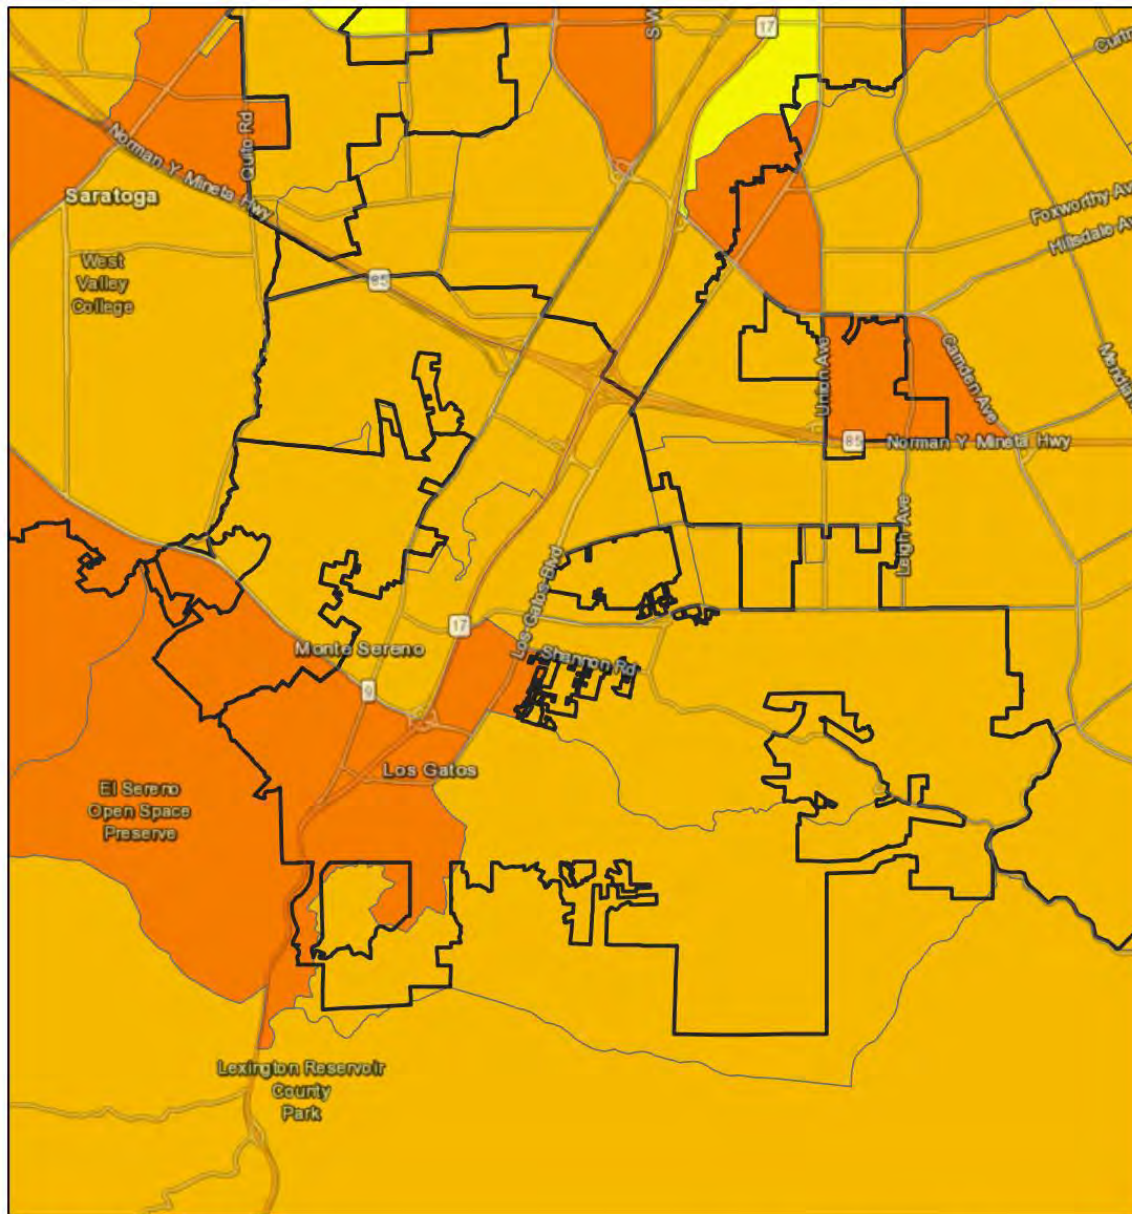 17
S W
Curtn
Norman Y Mineta Hwy
Quito Rd
Saratoga
Foxworthy Av
Hillsdale Av
West
Valley
College
85
Union Ave
Camden Ave
Meridian
85
Norman Y Mineta Hwy
Leigh Ave
Los Gatos Blvd
17
Monte Sereno
Shannon Rd
9
Los Gatos
El Sereno
Open Space
Preserve
Lexington Reservoir
County
Park